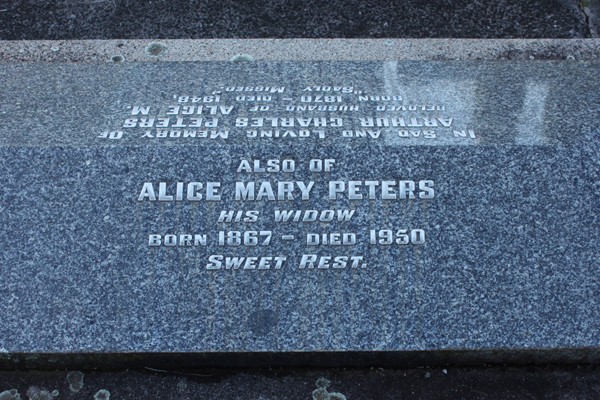 IN SAD AND LOVING MEMORY OF
ARTHUR CHARLES PETERS
BELOVED HUSBAND OF ALICE M.
BORN 1870 – DIED 1948,
"SADLY MISSED."
ALSO OF
ALICE MARY PETERS
HIS WIDOW
BORN 1867 – DIED 1950
SWEET REST.